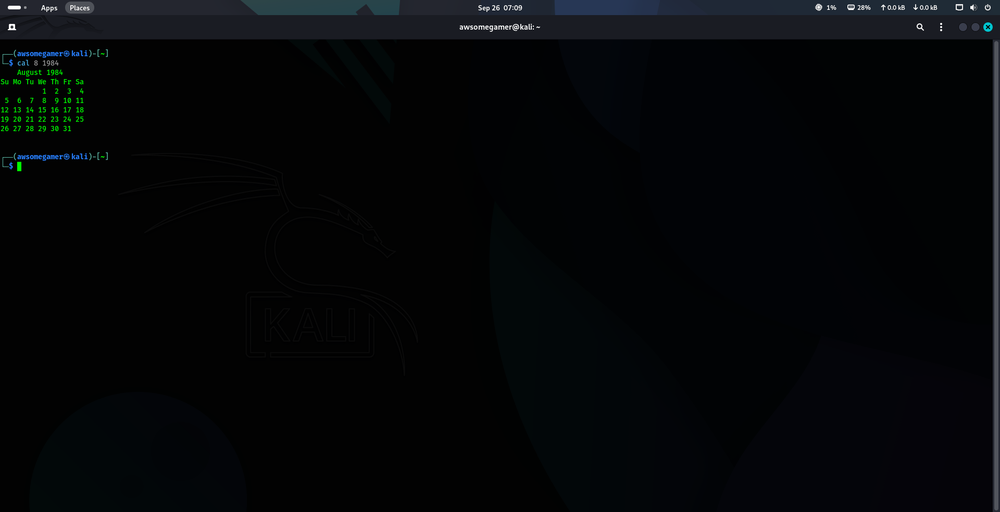 Apps Places Sep 26 07:09 1% 28% ↑ 0.0 kB ↓ 0.0 kB
awsomegamer@kali: ~
┌──(awsomegamer㉿kali)-[~]
└─$ cal 8 1984
    August 1984
Su Mo Tu We Th Fr Sa
          1  2  3  4
 5  6  7  8  9 10 11
12 13 14 15 16 17 18
19 20 21 22 23 24 25
26 27 28 29 30 31
┌──(awsomegamer㉿kali)-[~]
└─$
KALI